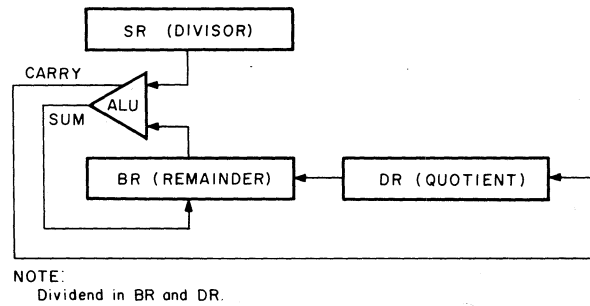 SR (DIVISOR)
CARRY
ALU
SUM
BR (REMAINDER)
DR (QUOTIENT)
NOTE:
Dividend in BR and DR.